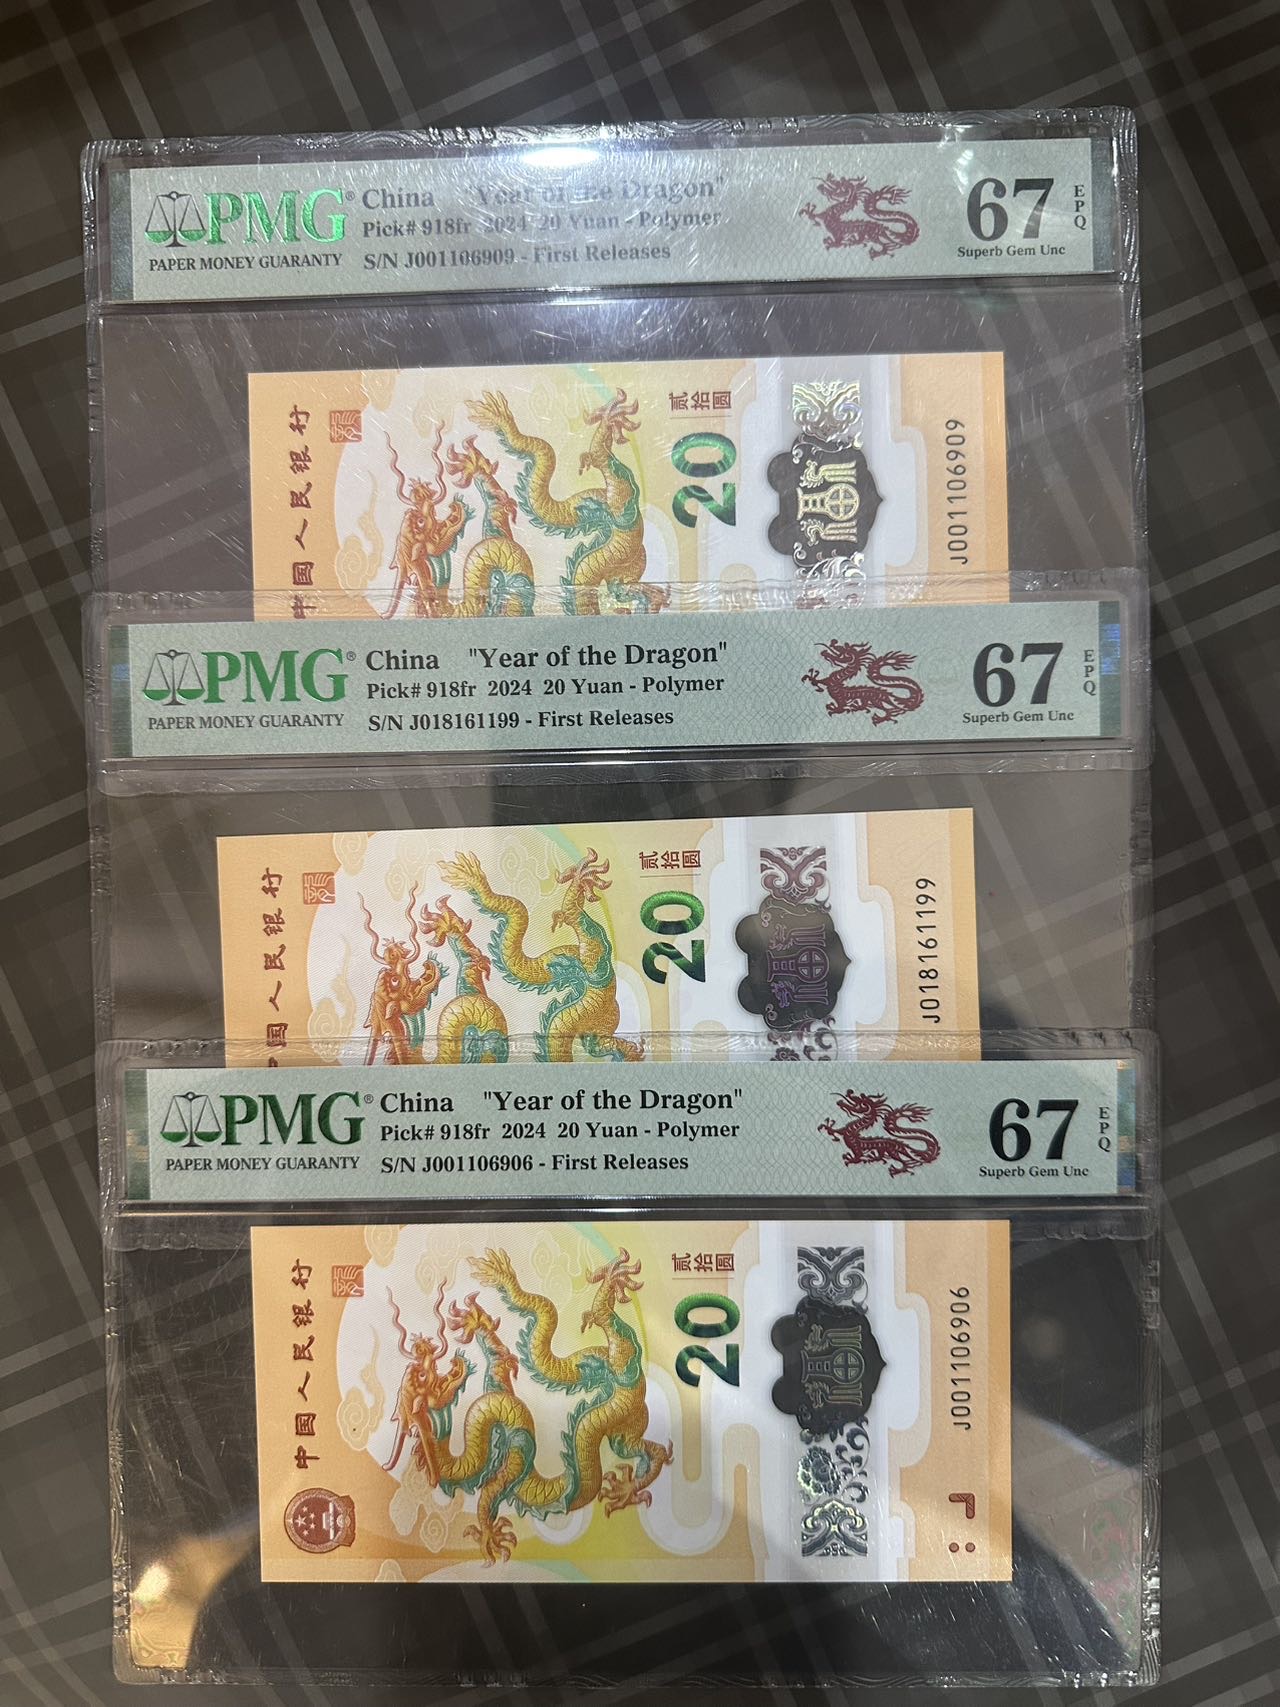 PMG® China "Year of the Dragon" 67 EPQ
Pick# 918fr 2024 20 Yuan - Polymer
PAPER MONEY GUARANTY S/N J001106909 - First Releases Superb Gem Unc
中国人民银行
贰拾圆
20
J001106909
PMG® China "Year of the Dragon" 67 EPQ
Pick# 918fr 2024 20 Yuan - Polymer
PAPER MONEY GUARANTY S/N J018161199 - First Releases Superb Gem Unc
中国人民银行
贰拾圆
20
J018161199
PMG® China "Year of the Dragon" 67 EPQ
Pick# 918fr 2024 20 Yuan - Polymer
PAPER MONEY GUARANTY S/N J001106906 - First Releases Superb Gem Unc
中国人民银行
贰拾圆
20
J001106906